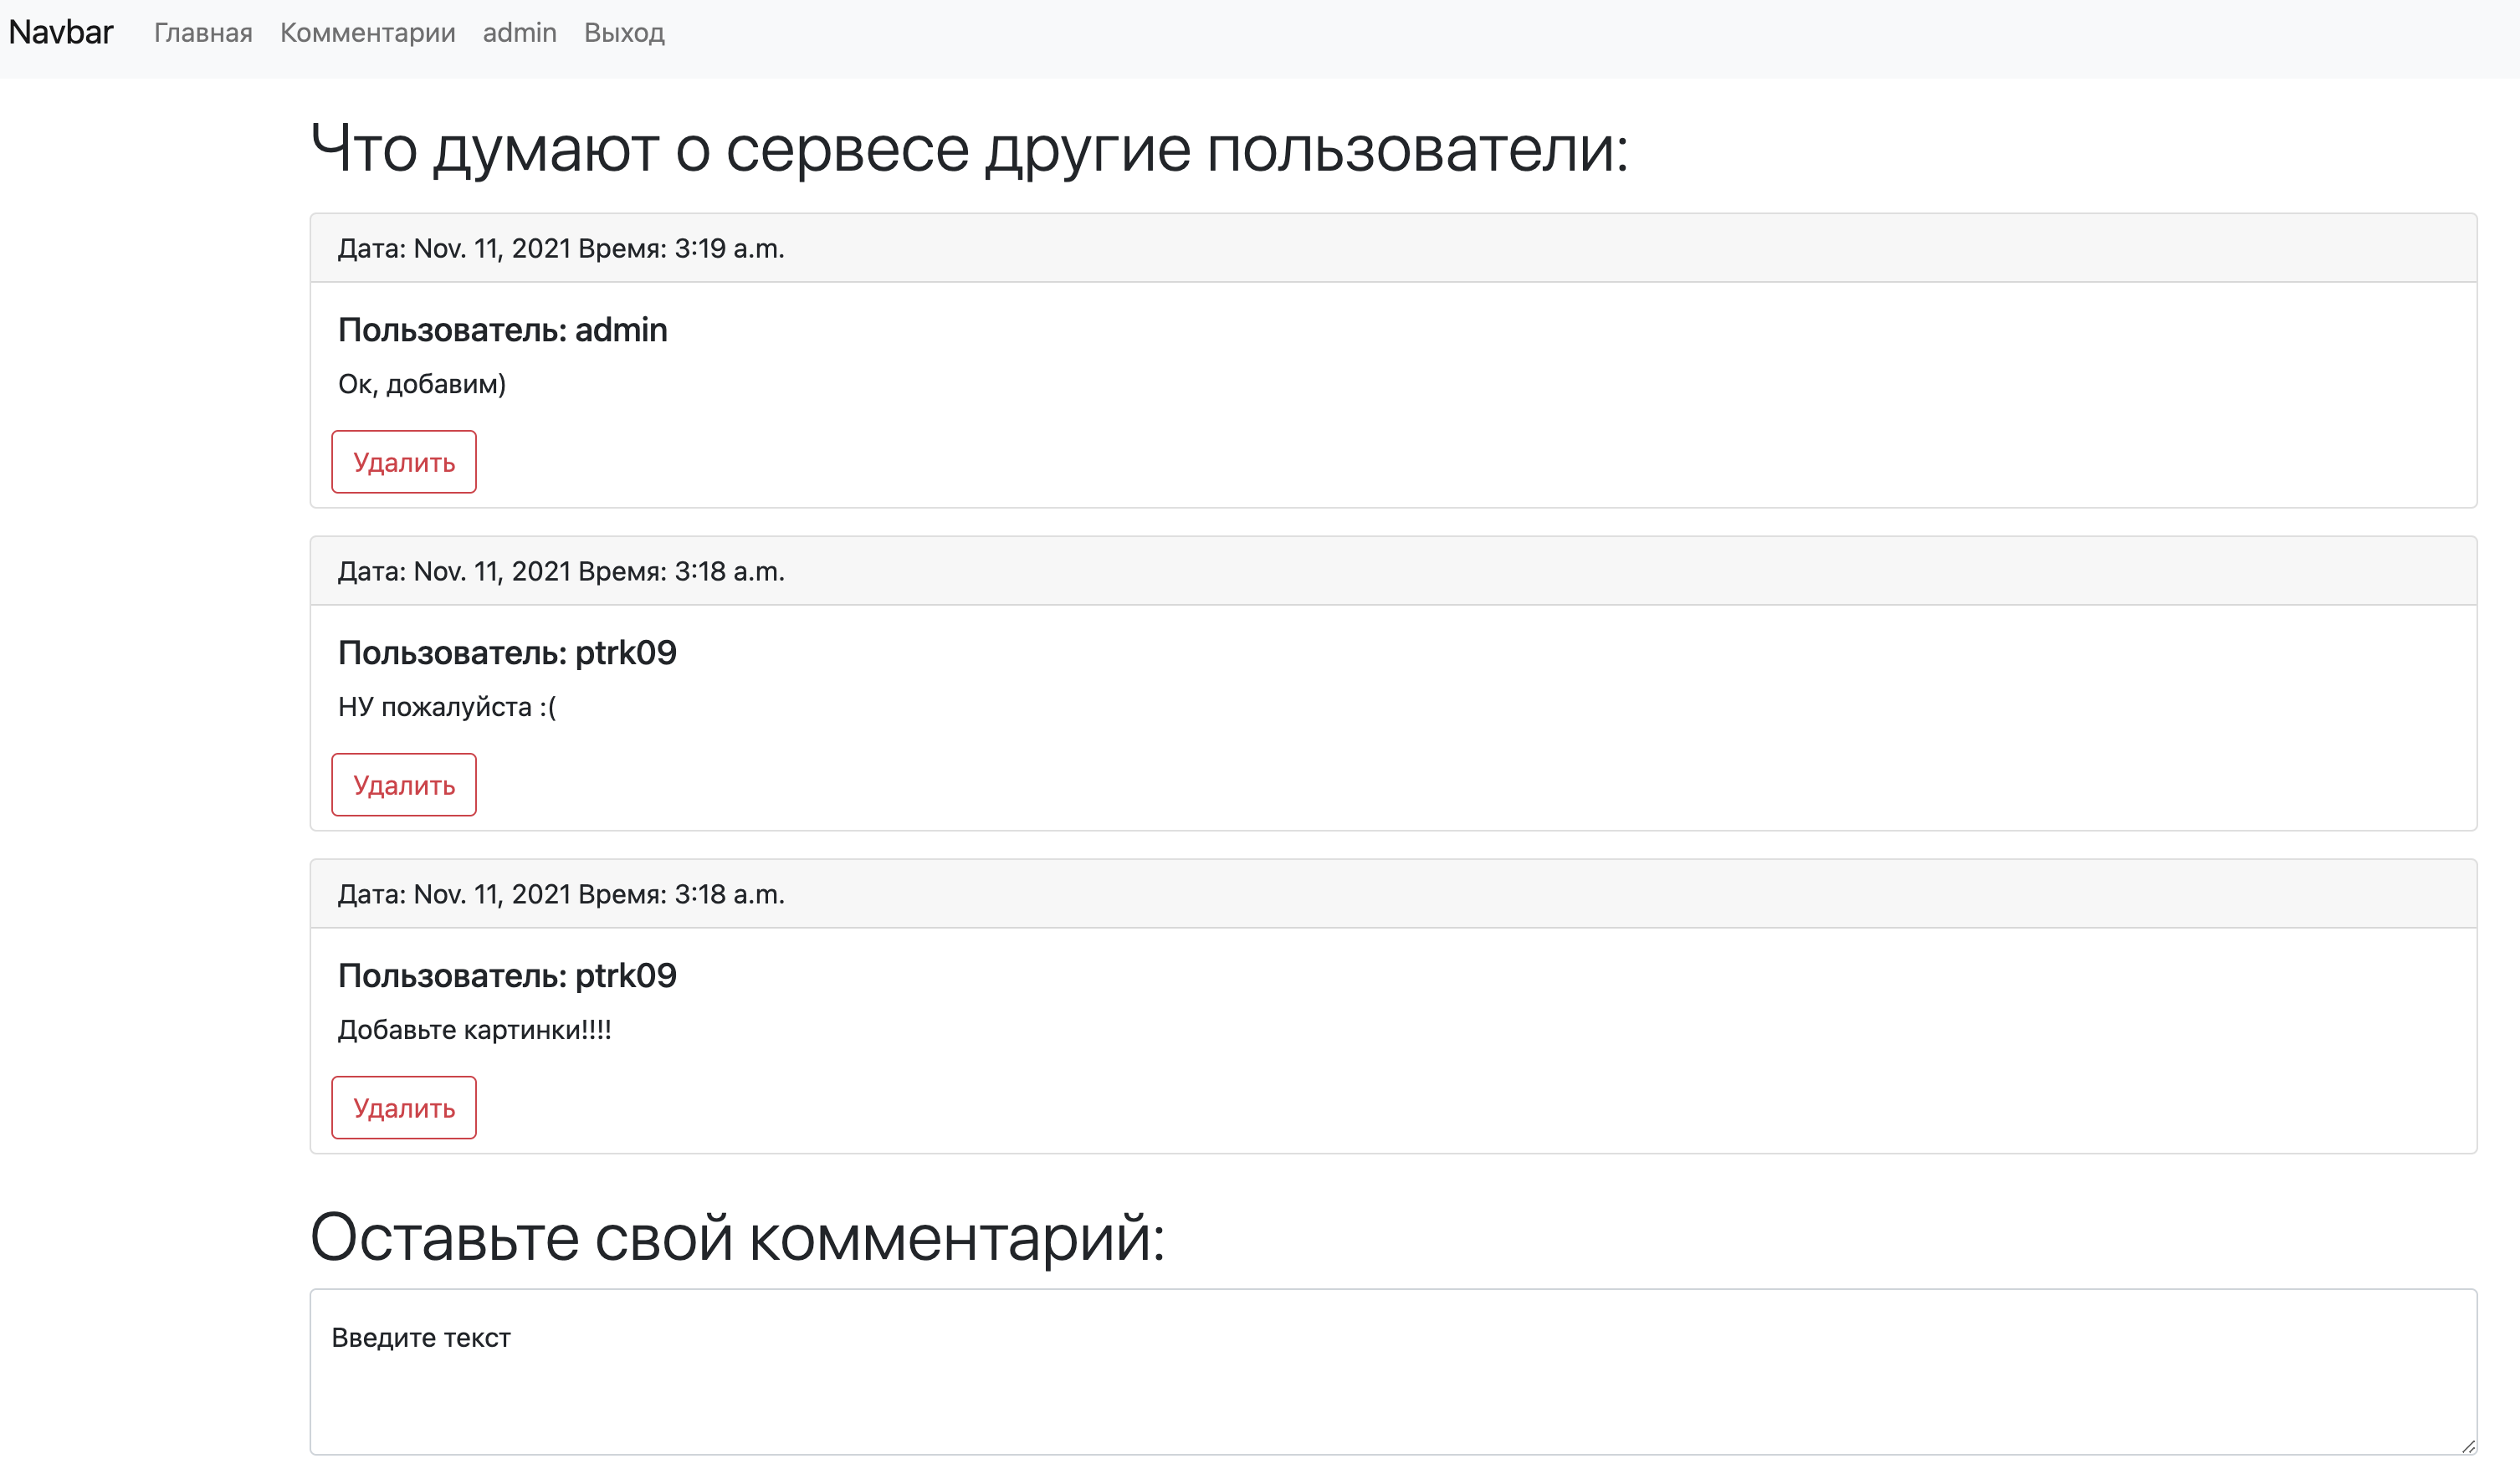 Navbar Главная Комментарии admin Выход
Что думают о сервесе другие пользователи:
Дата: Nov. 11, 2021 Время: 3:19 a.m.
Пользователь: admin
Ок, добавим)
Удалить
Дата: Nov. 11, 2021 Время: 3:18 a.m.
Пользователь: ptrk09
НУ пожалуйста :(
Удалить
Дата: Nov. 11, 2021 Время: 3:18 a.m.
Пользователь: ptrk09
Добавьте картинки!!!!
Удалить
Оставьте свой комментарий:
Введите текст